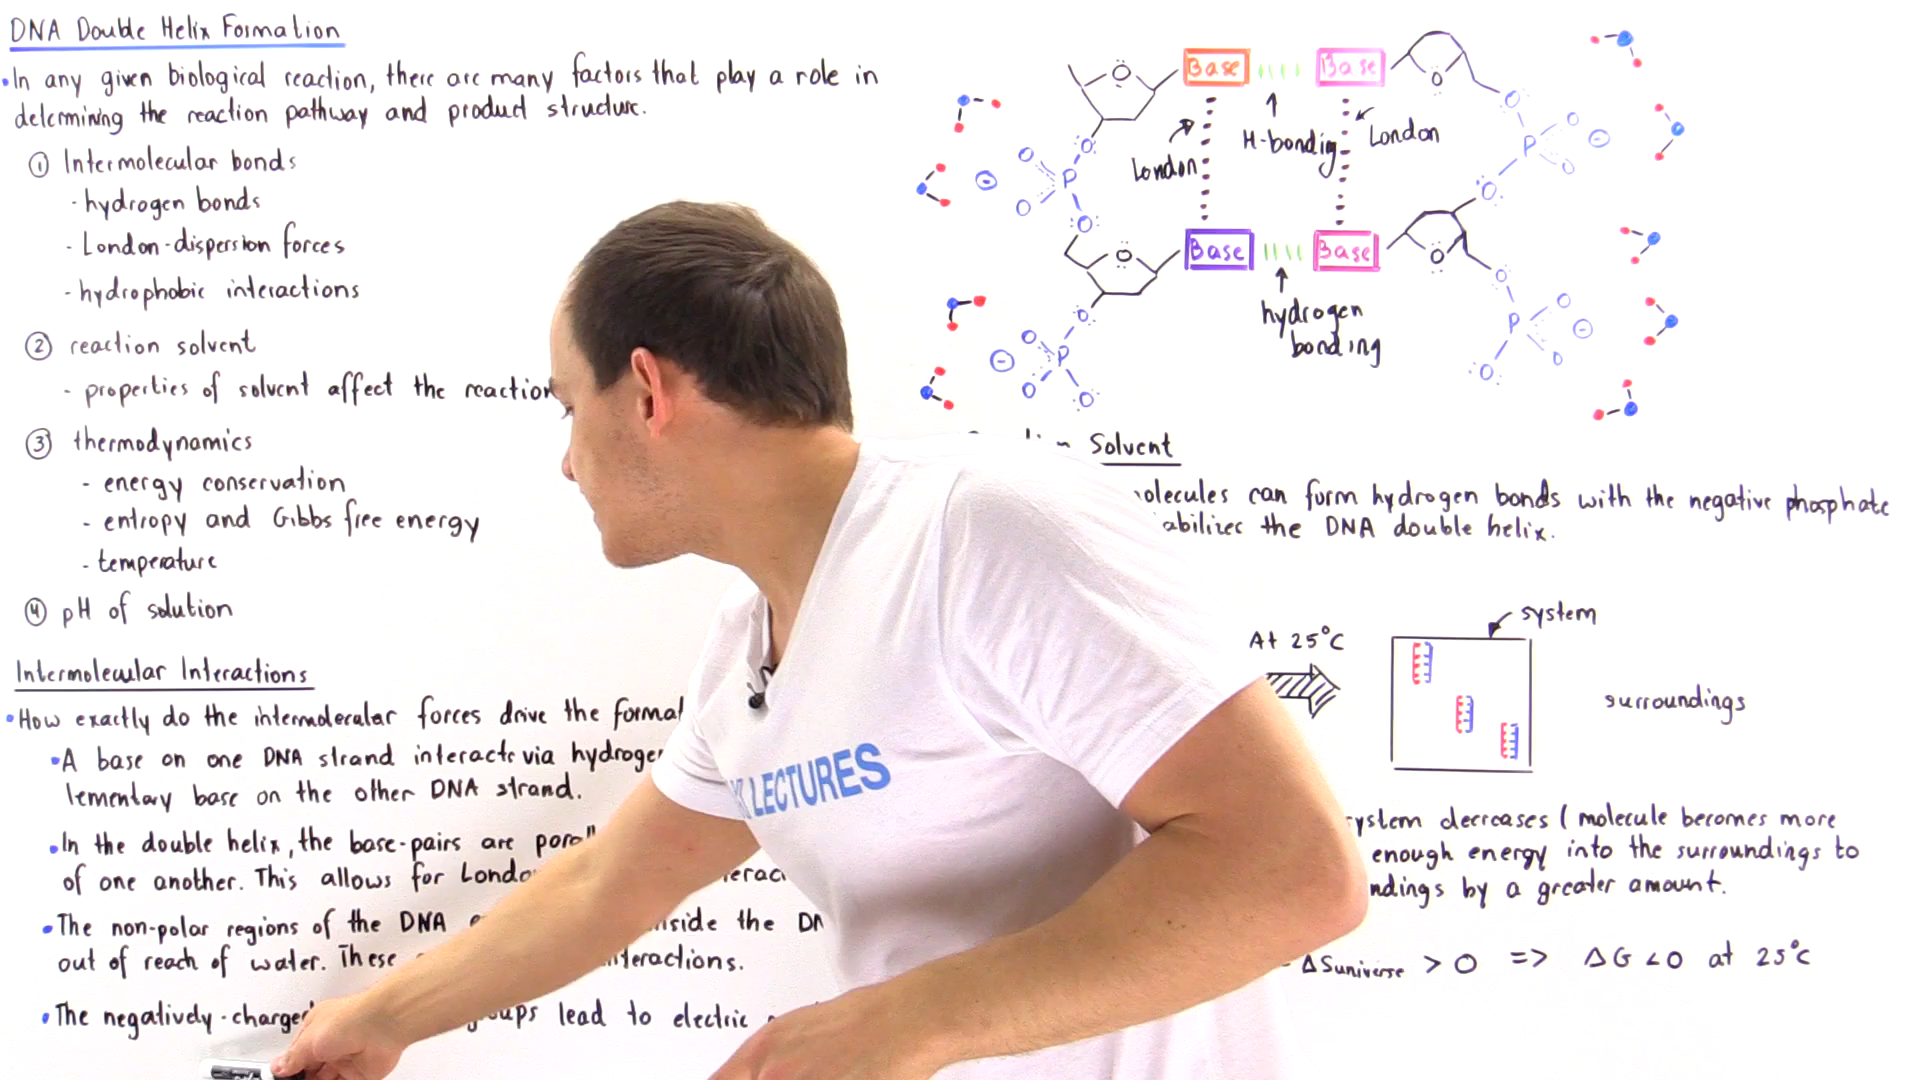 DNA Double Helix Formation
•In any given biological reaction, there are many factors that play a role in
determining the reaction pathway and product structure.
① Intermolecular bonds
- hydrogen bonds
- London-dispersion forces
- hydrophobic interactions
② reaction solvent
- properties of solvent affect the reaction
③ thermodynamics
- energy conservation
- entropy and Gibbs free energy
- temperature
④ pH of solution
Intermolecular Interactions
•How exactly do the intermolecular forces drive the
•A base on one DNA strand interacts via
lementary base on the other DNA strand.
•In the double helix, the base-pairs are
of one another. This allows for
•The non-polar regions of the DNA inside the
out of reach of water. These interactions.
•The negatively-charged lead to electric
Base Base
London H-bonding London
Base Base
hydrogen
bonding
O O O P O O ⊖
O O O P O O ⊖
O O O P O O ⊖
O O O P O O ⊖
Solvent
can form hydrogen bonds with the negative phosphate
the DNA double helix.
At 25°C
system
surroundings
system decreases (molecule becomes more
enough energy into the surroundings to
by a greater amount.
ΔSuniverse > 0 => ΔG < 0 at 25°C
LECTURES